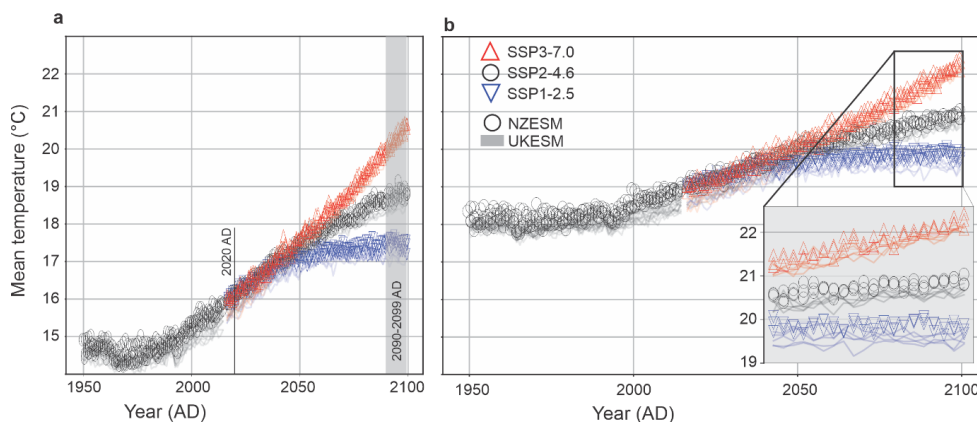 a
Mean temperature (°C)
22
21
20
19
18
17
16
15
2020 AD
2090-2099 AD
1950
2000
2050
2100
Year (AD)
b
SSP3-7.0
SSP2-4.6
SSP1-2.5
NZESM
UKESM
22
21
20
19
1950
2000
2050
2100
Year (AD)